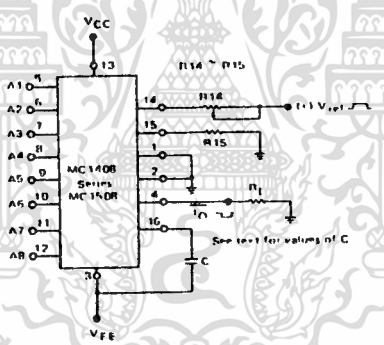 VCC
13
R14 ~ R15
A1 5
A2 6
A3 7
A4 8
A5 9
A6 10
A7 11
A8 12
MC1408
Series
MC1508
14
R14
(+) Vref
15
R15
1
2
4
IO
RL
16
See text for values of C
C
3
VEE